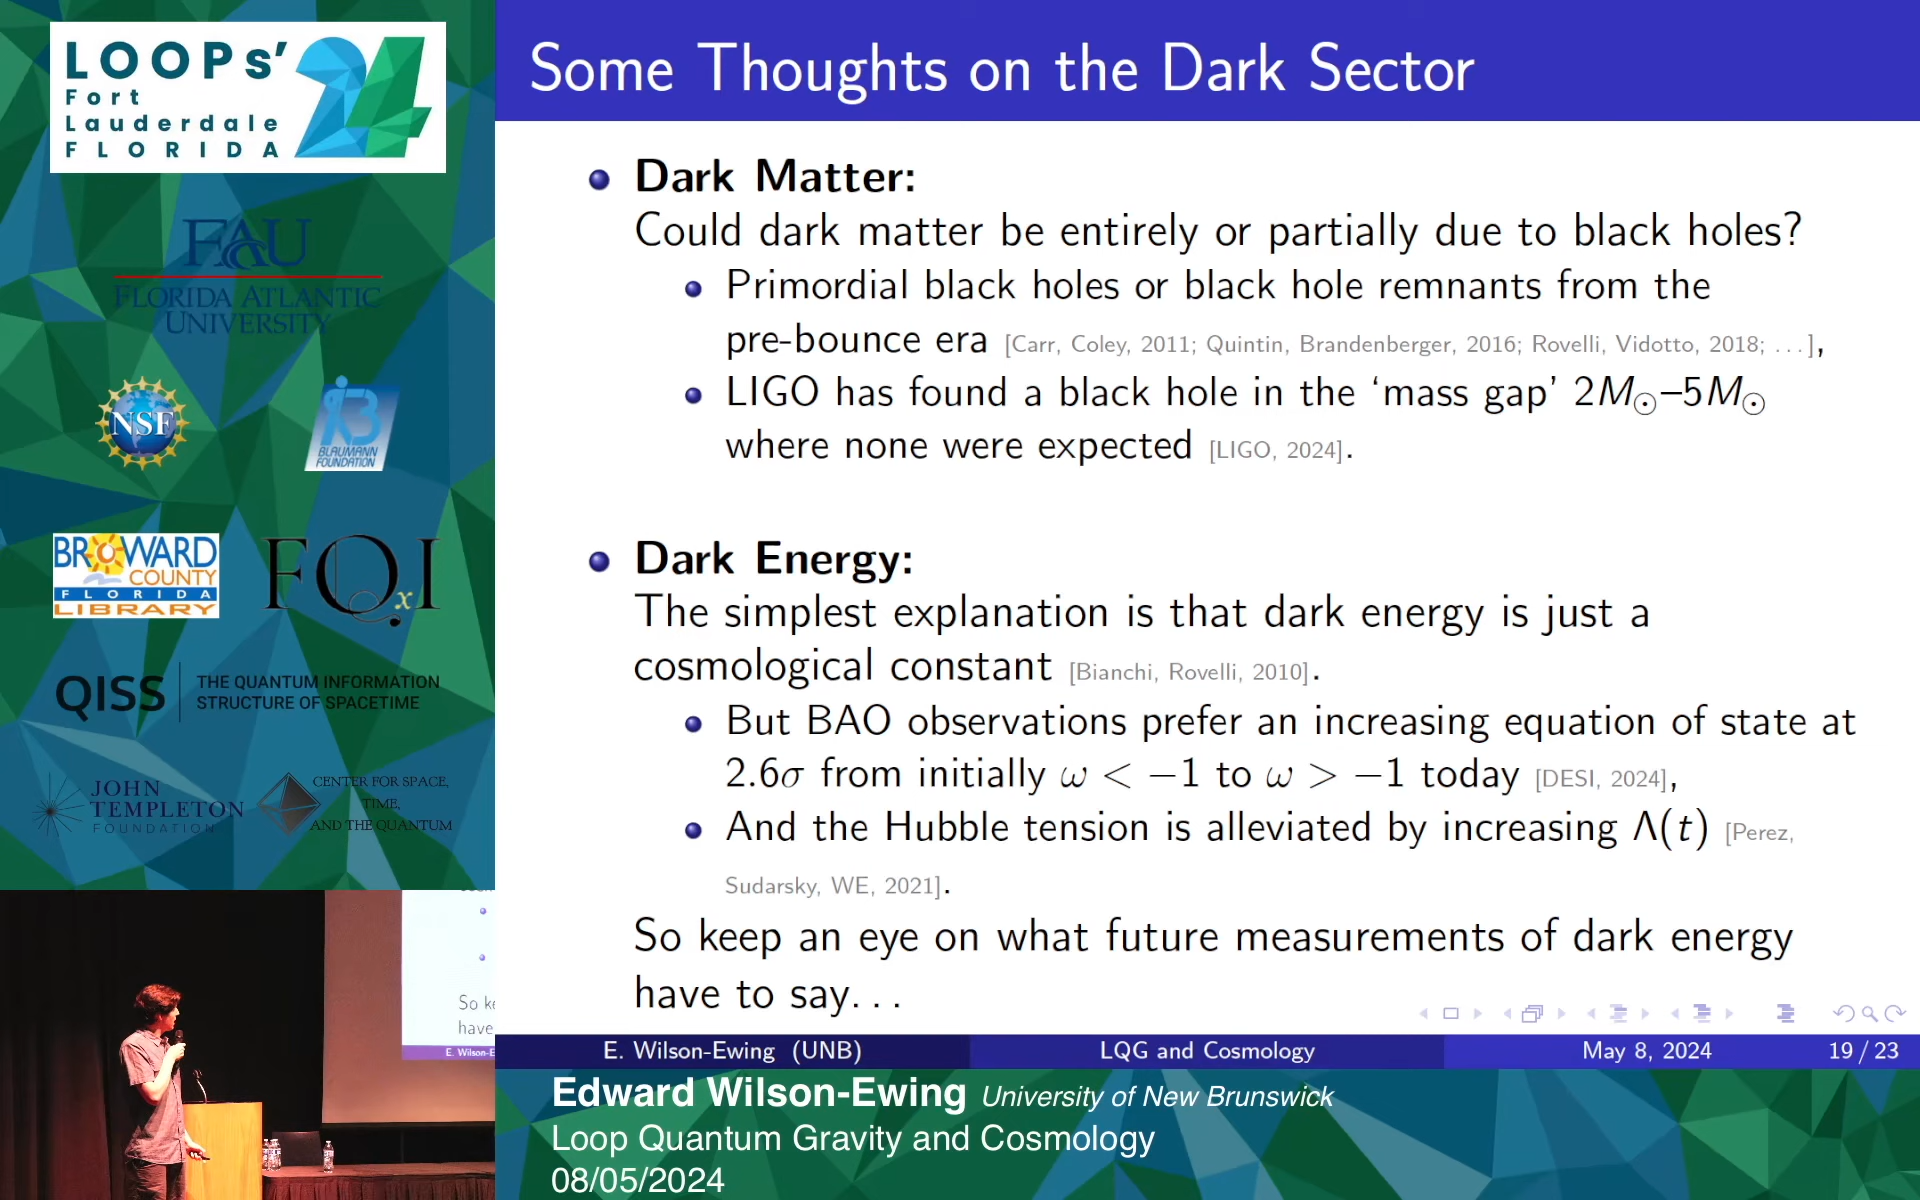 LOOPs'24
Fort
Lauderdale
FLORIDA
FAU
FLORIDA ATLANTIC
UNIVERSITY
NSF
BLAUMANN
FOUNDATION
BROWARD
COUNTY
FLORIDA
LIBRARY
FQXI
QISS
THE QUANTUM INFORMATION
STRUCTURE OF SPACETIME
JOHN
TEMPLETON
FOUNDATION
CENTER FOR SPACE,
TIME,
AND THE QUANTUM
Some Thoughts on the Dark Sector
Dark Matter:
Could dark matter be entirely or partially due to black holes?
Primordial black holes or black hole remnants from the
pre-bounce era [Carr, Coley, 2011; Quintin, Brandenberger, 2016; Rovelli, Vidotto, 2018; ...],
LIGO has found a black hole in the ‘mass gap’ 2M☉–5M☉
where none were expected [LIGO, 2024].
Dark Energy:
The simplest explanation is that dark energy is just a
cosmological constant [Bianchi, Rovelli, 2010].
But BAO observations prefer an increasing equation of state at
2.6σ from initially ω < −1 to ω > −1 today [DESI, 2024],
And the Hubble tension is alleviated by increasing Λ(t) [Perez,
Sudarsky, WE, 2021].
So keep an eye on what future measurements of dark energy
have to say...
E. Wilson-Ewing (UNB)
LQG and Cosmology
May 8, 2024
19 / 23
So ke
have
E. Wilson-E
Edward Wilson-Ewing University of New Brunswick
Loop Quantum Gravity and Cosmology
08/05/2024